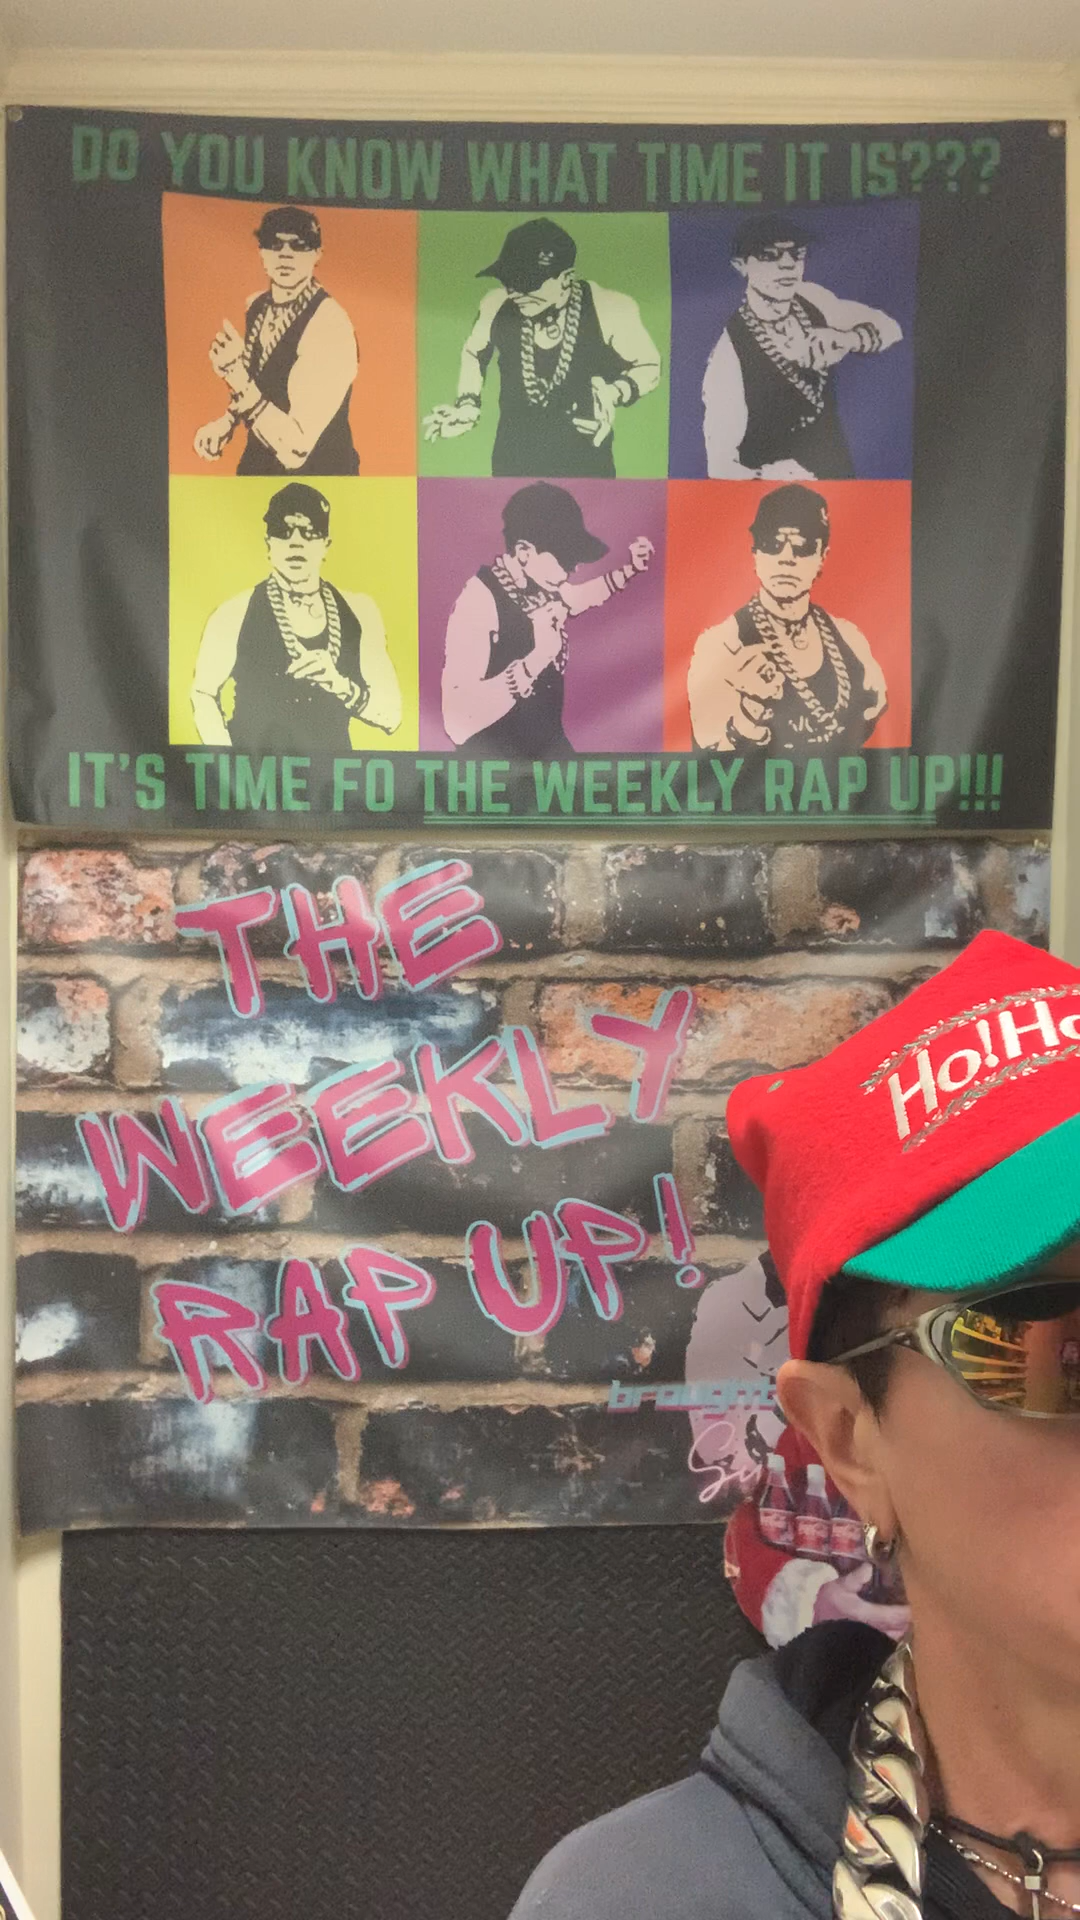 DO YOU KNOW WHAT TIME IT IS???
IT'S TIME FO THE WEEKLY RAP UP!!!
THE
WEEKLY
RAP UP!
brought
Ho!Ho